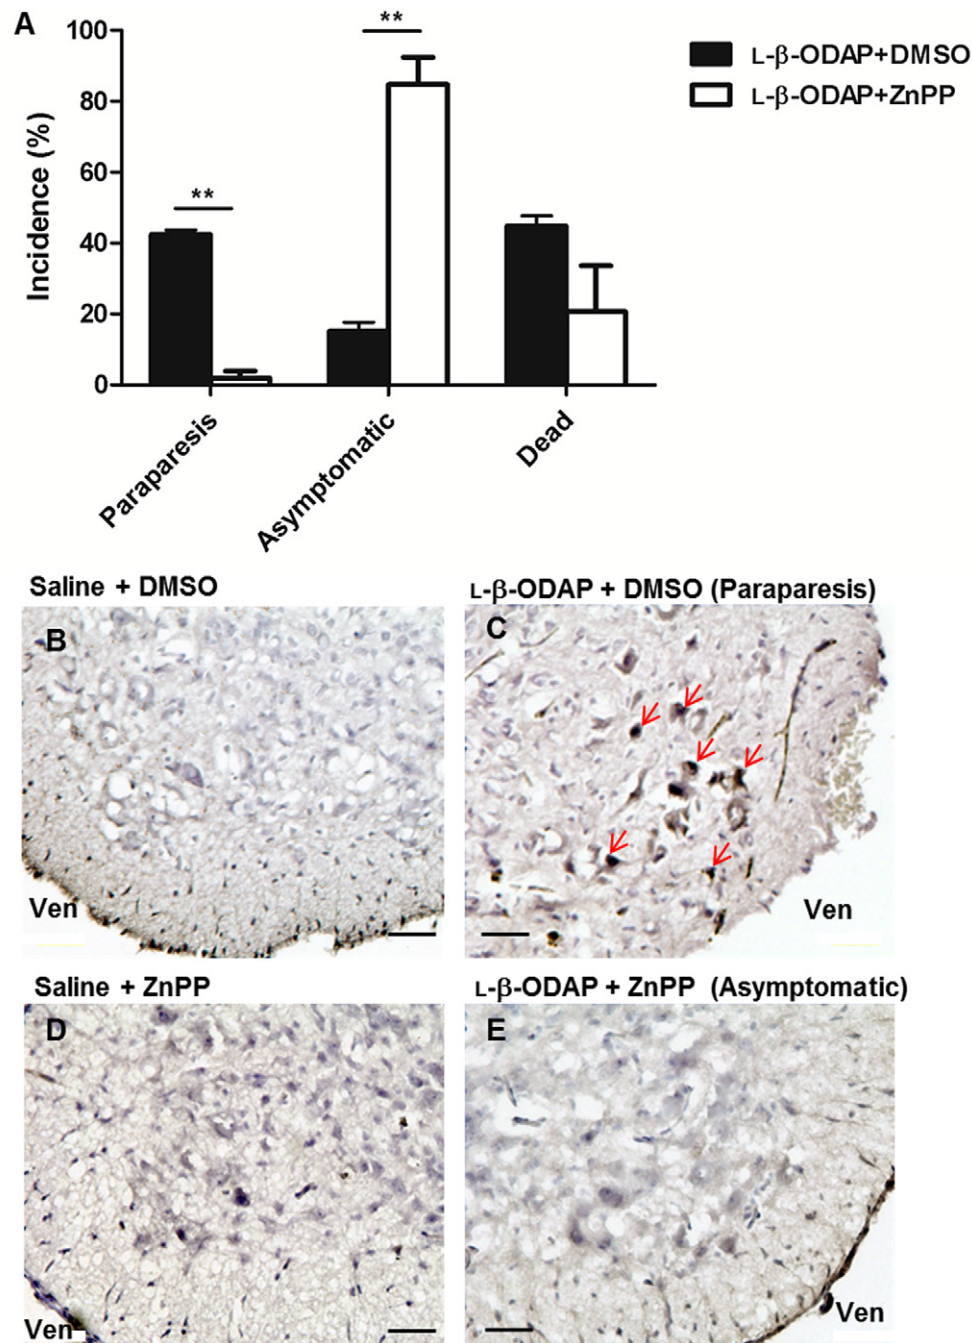 A
**
**
100
80
60
40
20
0
Incidence (%)
Paraparesis
Asymptomatic
Dead
L-β-ODAP+DMSO
L-β-ODAP+ZnPP
Saline + DMSO
B
Ven
L-β-ODAP + DMSO (Paraparesis)
C
Ven
Saline + ZnPP
D
Ven
L-β-ODAP + ZnPP (Asymptomatic)
E
Ven